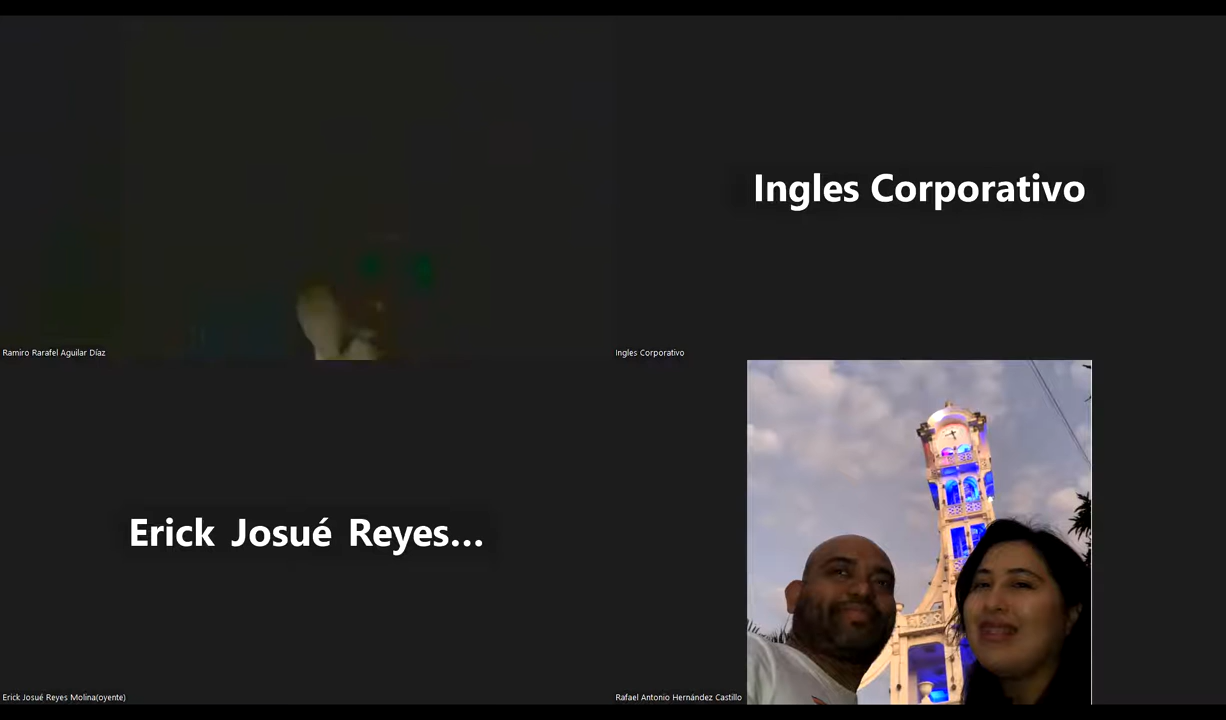 Ramiro Rarafel Aguilar Díaz
Ingles Corporativo
Ingles Corporativo
Erick Josué Reyes...
Erick Josué Reyes Molina(oyente)
Rafael Antonio Hernández Castillo